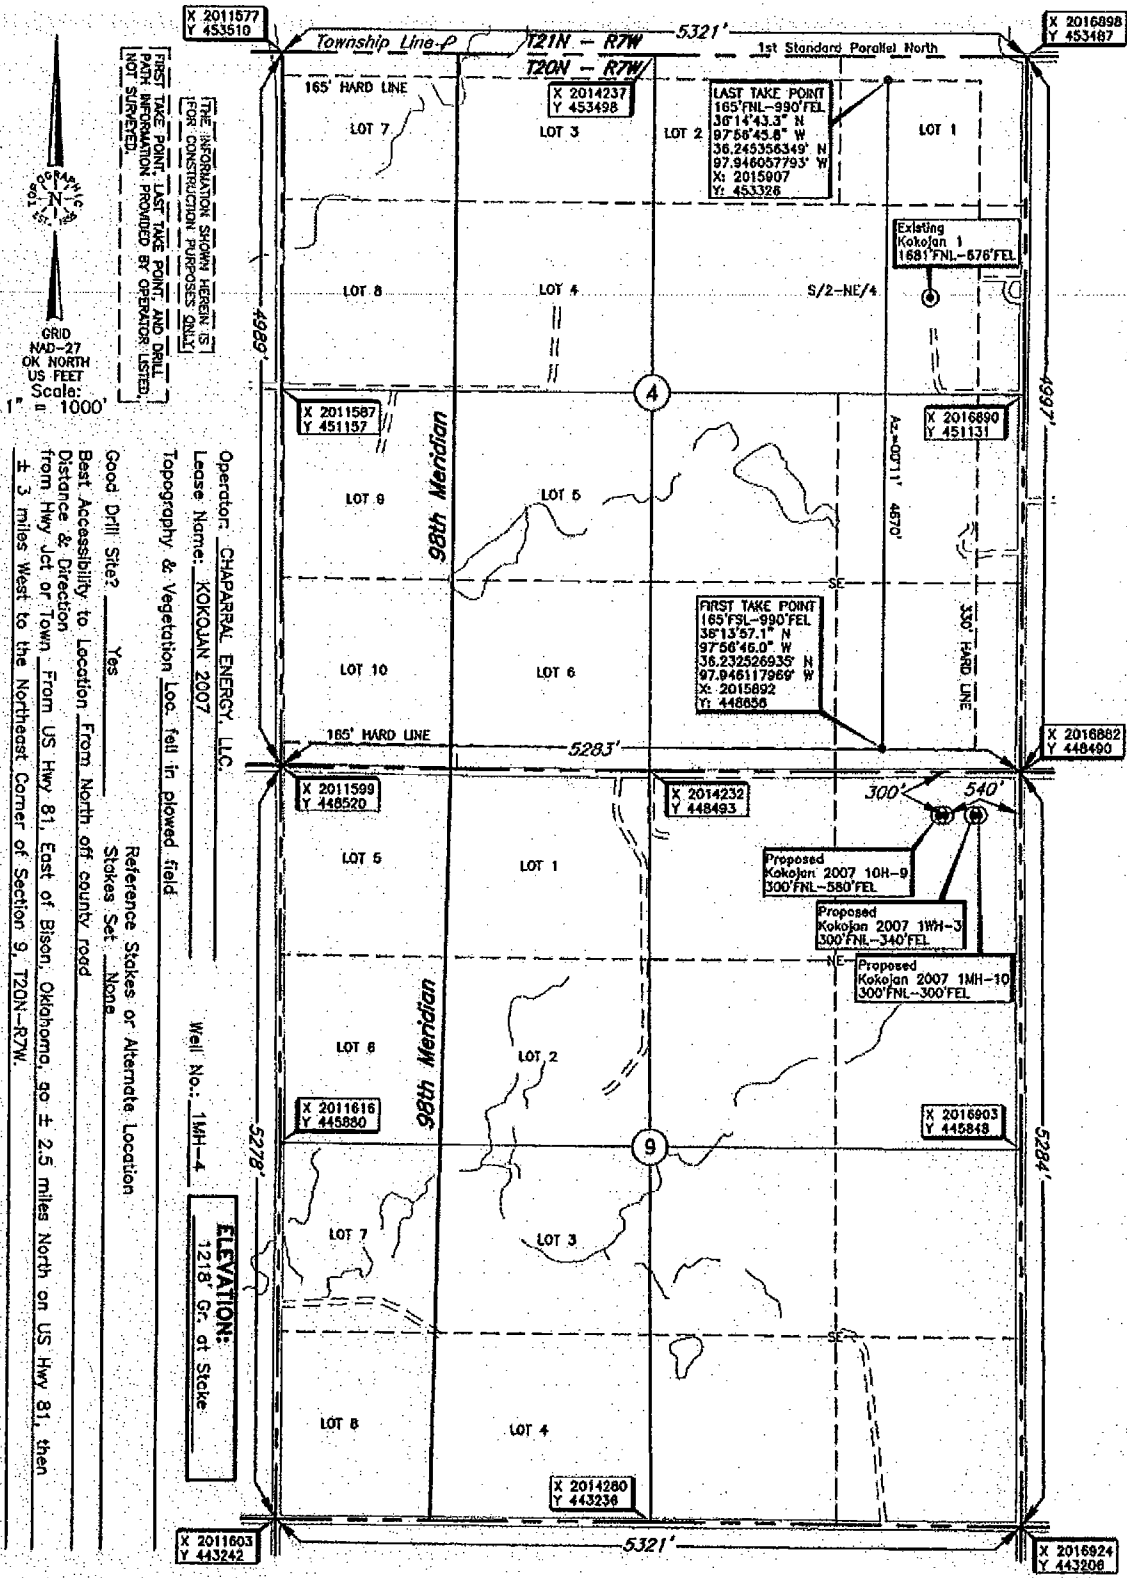 X 2011577
Y 453510
5321'
X 2016898
Y 453487
Township Line
T21N - R7W
1st Standard Parallel North
T20N - R7W
165' HARD LINE
X 2014237
Y 453498
LAST TAKE POINT
165'FNL-990'FEL
36°14'43.3" N
97°56'45.8" W
36.245356349° N
97.946057793° W
X: 2015907
Y: 453326
LOT 7
LOT 3
LOT 2
LOT 1
Existing
Kokojan 1
1681'FNL-676'FEL
LOT 8
LOT 4
S/2-NE/4
4989'
4997'
4
X 2011587
Y 451157
X 2016890
Y 451131
Az.=00°11' 4670'
LOT 9
98th Meridian
LOT 5
SE
FIRST TAKE POINT
165'FSL-990'FEL
36°13'57.1" N
97°56'46.0" W
36.232526935° N
97.946117969° W
X: 2015892
Y: 448656
330' HARD LINE
LOT 10
LOT 6
165' HARD LINE
5283'
X 2016882
Y 448490
X 2011599
Y 448520
X 2014232
Y 448493
300'
540'
LOT 5
LOT 1
Proposed
Kokojan 2007 10H-9
300'FNL-580'FEL
Proposed
Kokojan 2007 1WH-3
300'FNL-340'FEL
NE
Proposed
Kokojan 2007 1MH-10
300'FNL-300'FEL
LOT 6
98th Meridian
LOT 2
X 2011616
Y 445880
X 2016903
Y 445848
9
5278'
5284'
LOT 7
LOT 3
SE
LOT 8
LOT 4
X 2014260
Y 443236
X 2011603
Y 443242
5321'
X 2016924
Y 443206
THE INFORMATION SHOWN HEREIN IS
FOR CONSTRUCTION PURPOSES ONLY
FIRST TAKE POINT, LAST TAKE POINT, AND DRILL
PATH INFORMATION PROVIDED BY OPERATOR LISTED,
NOT SURVEYED.
TOPOGRAPHIC
N
EST.
GRID
NAD-27
OK NORTH
US FEET
Scale:
1" = 1000'
Operator: CHAPARRAL ENERGY, LLC.
Lease Name: KOKOJAN 2007
Well No.: 1MH-4
ELEVATION:
1218' Gr. at Stake
Topography & Vegetation Loc. fell in plowed field
Good Drill Site? Yes
Reference Stakes or Alternate Location
Stakes Set None
Best Accessibility to Location From North off county road
Distance & Direction
from Hwy Jct or Town From US Hwy 81, East of Bison, Oklahoma, go ± 2.5 miles North on US Hwy 81, then
± 3 miles West to the Northeast Corner of Section 9, T20N-R7W.